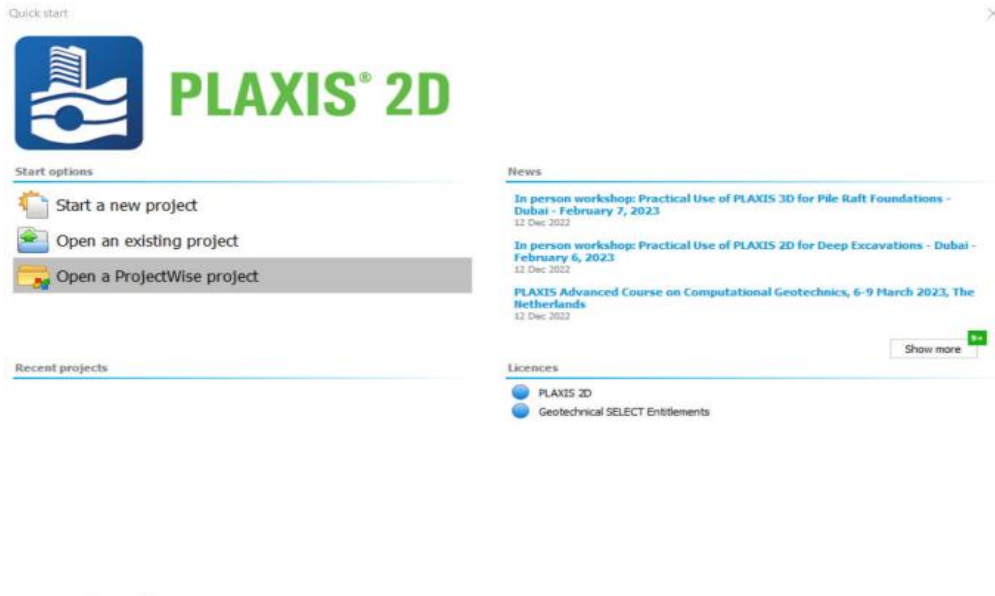 Quick start
PLAXIS® 2D
Start options
Start a new project
Open an existing project
Open a ProjectWise project
Recent projects
News
In person workshop: Practical Use of PLAXIS 3D for Pile Raft Foundations -
Dubai - February 7, 2023
12 Dec 2022
In person workshop: Practical Use of PLAXIS 2D for Deep Excavations - Dubai -
February 6, 2023
12 Dec 2022
PLAXIS Advanced Course on Computational Geotechnics, 6-9 March 2023, The
Netherlands
12 Dec 2022
9+
Show more
Licences
PLAXIS 2D
Geotechnical SELECT Entitlements